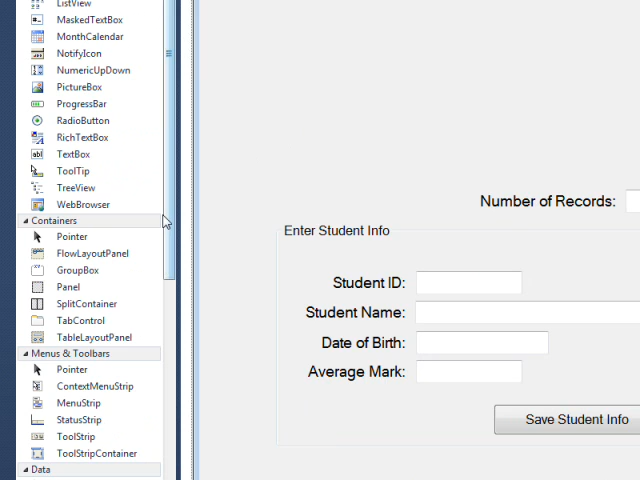 ListView
MaskedTextBox
MonthCalendar
NotifyIcon
NumericUpDown
PictureBox
ProgressBar
RadioButton
RichTextBox
TextBox
ToolTip
TreeView
WebBrowser
Containers
Pointer
FlowLayoutPanel
GroupBox
Panel
SplitContainer
TabControl
TableLayoutPanel
Menus & Toolbars
Pointer
ContextMenuStrip
MenuStrip
StatusStrip
ToolStrip
ToolStripContainer
Data
Number of Records:
Enter Student Info
Student ID:
Student Name:
Date of Birth:
Average Mark:
Save Student Info